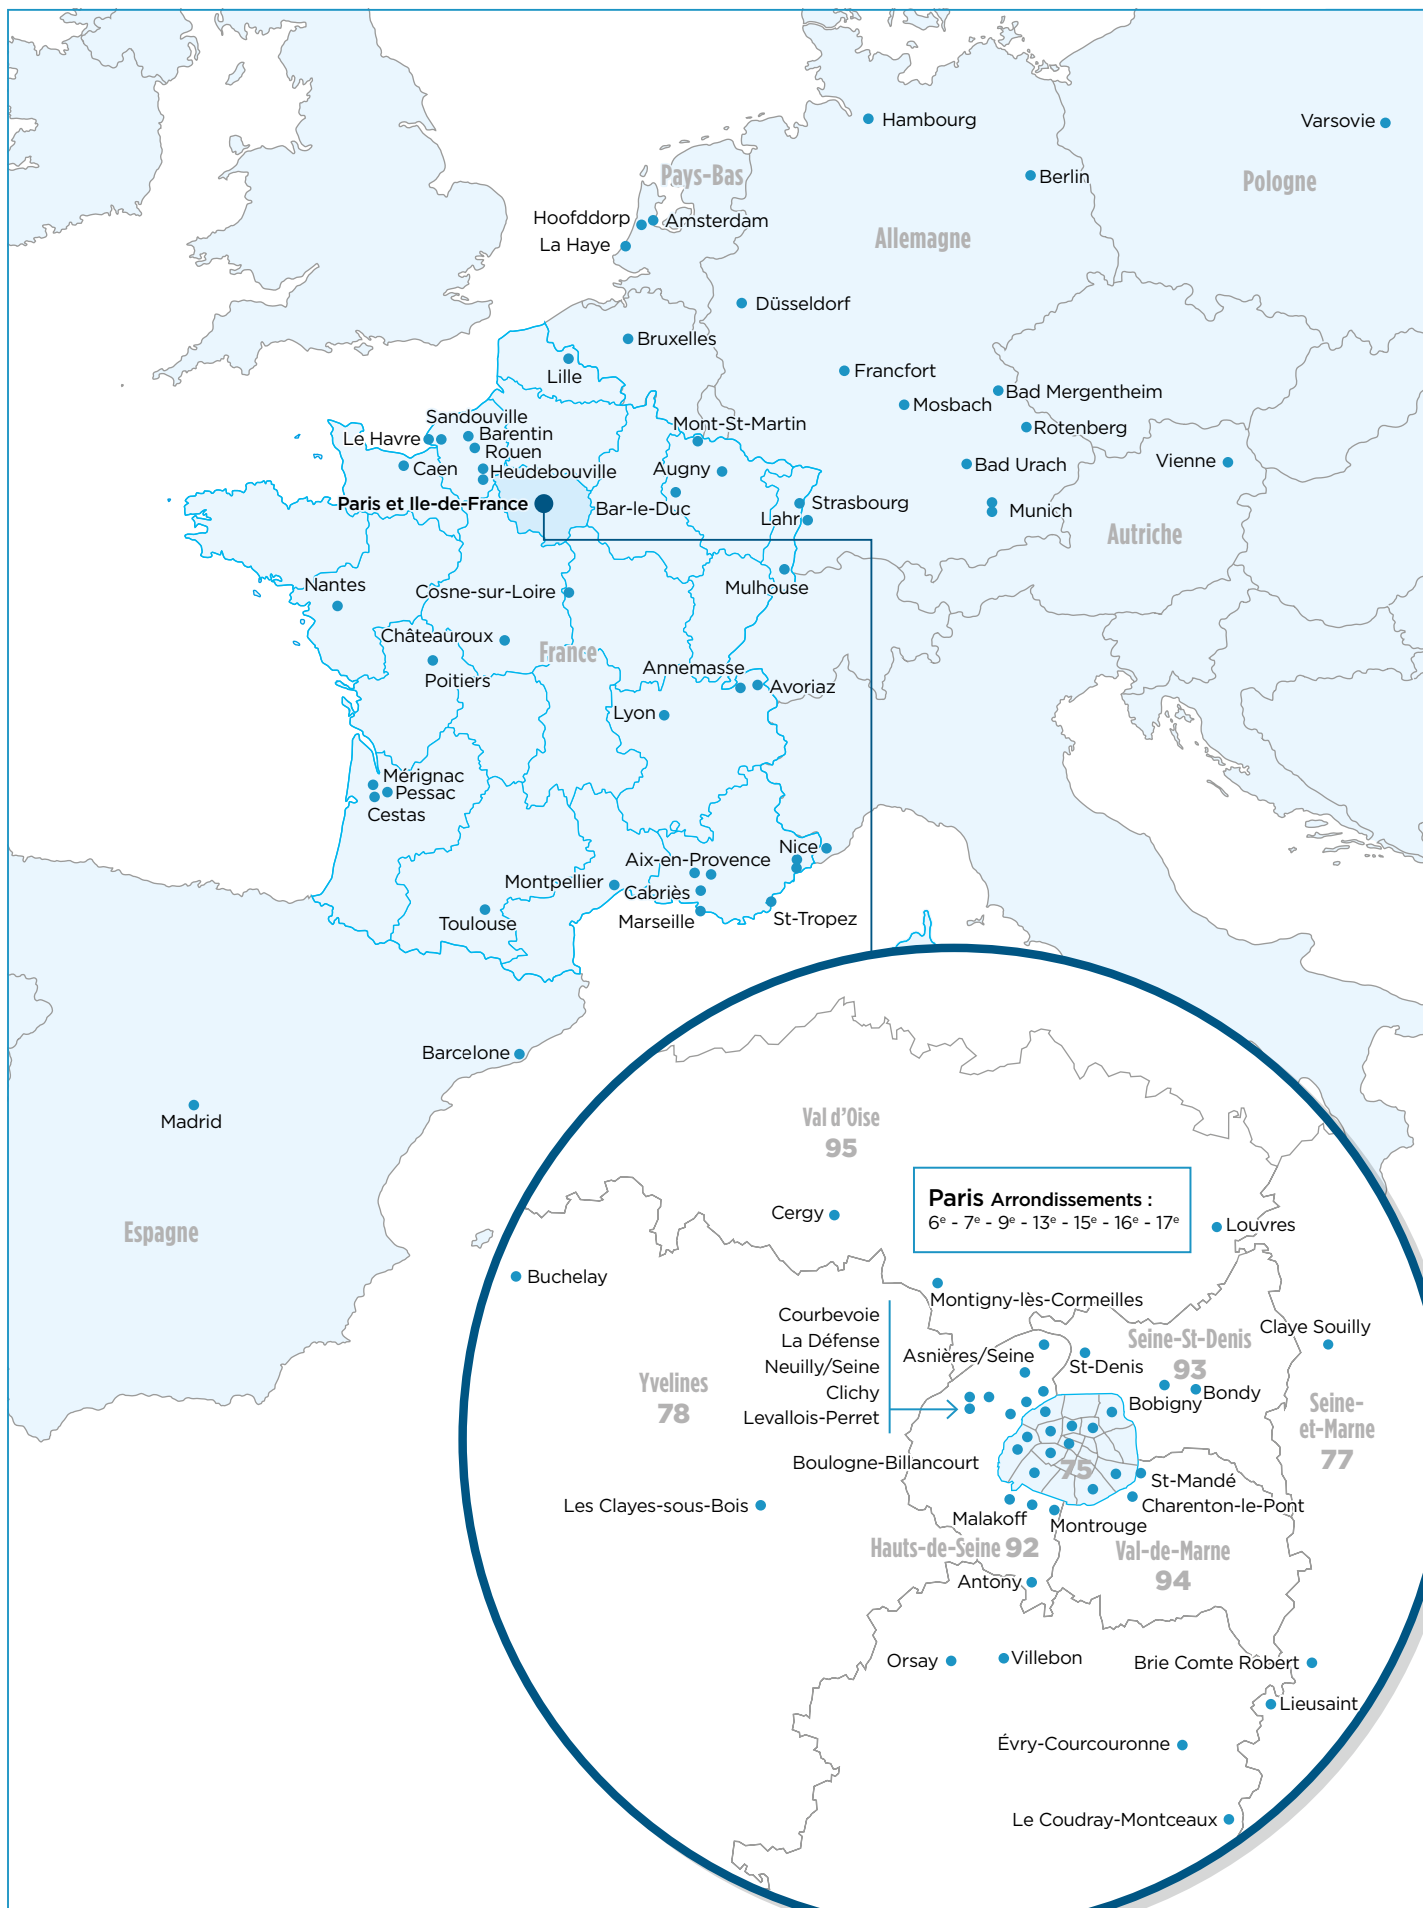 Hambourg
Varsovie
Pays-Bas
Berlin
Pologne
Hoofddorp
Amsterdam
La Haye
Allemagne
Düsseldorf
Bruxelles
Lille
Francfort
Bad Mergentheim
Mosbach
Sandouville
Mont-St-Martin
Rotenberg
Le Havre
Barentin
Rouen
Caen
Heudebouville
Augny
Bad Urach
Vienne
Paris et Ile-de-France
Bar-le-Duc
Strasbourg
Lahr
Munich
Autriche
Nantes
Cosne-sur-Loire
Mulhouse
Châteauroux
France
Annemasse
Poitiers
Avoriaz
Lyon
Mérignac
Pessac
Cestas
Nice
Aix-en-Provence
Montpellier
Cabriès
Marseille
St-Tropez
Toulouse
Barcelone
Madrid
Espagne
Val d’Oise
95
Paris Arrondissements :
6e - 7e - 9e - 13e - 15e - 16e - 17e
Cergy
Louvres
Buchelay
Montigny-lès-Cormeilles
Courbevoie
La Défense
Neuilly/Seine
Clichy
Levallois-Perret
Asnières/Seine
St-Denis
Seine-St-Denis
93
Claye Souilly
Yvelines
78
Bobigny
Bondy
Seine-
et-Marne
77
Boulogne-Billancourt
75
St-Mandé
Charenton-le-Pont
Les Clayes-sous-Bois
Malakoff
Montrouge
Hauts-de-Seine 92
Val-de-Marne
94
Antony
Orsay
Villebon
Brie Comte Robert
Lieusaint
Évry-Courcouronne
Le Coudray-Montceaux